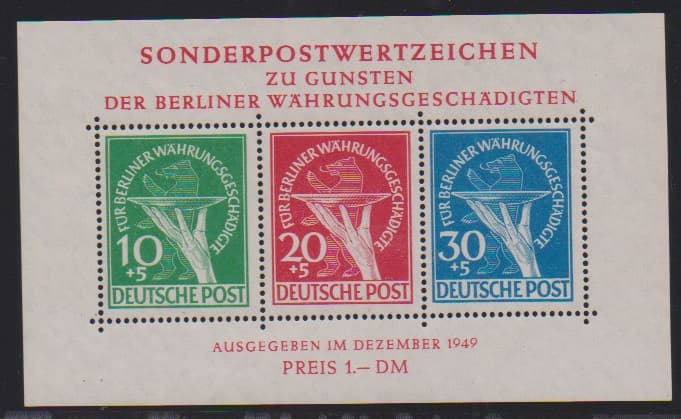 SONDERPOSTWERTZEICHEN
ZU GUNSTEN
DER BERLINER WÄHRUNGSGESCHÄDIGTEN
FÜR BERLINER WÄHRUNGSGESCHÄDIGTE
10
+5
DEUTSCHE POST
FÜR BERLINER WÄHRUNGSGESCHÄDIGTE
20
+5
DEUTSCHE POST
FÜR BERLINER WÄHRUNGSGESCHÄDIGTE
30
+5
DEUTSCHE POST
AUSGEGEBEN IM DEZEMBER 1949
PREIS 1.– DM